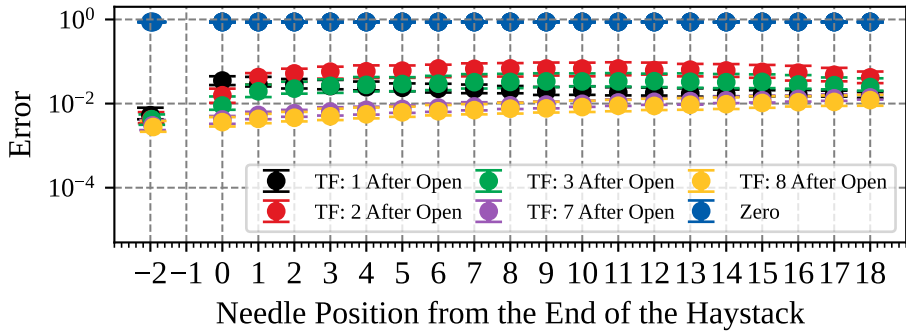 10⁰
10⁻²
10⁻⁴
Error
TF: 1 After Open
TF: 3 After Open
TF: 8 After Open
TF: 2 After Open
TF: 7 After Open
Zero
−2 −1 0 1 2 3 4 5 6 7 8 9 10 11 12 13 14 15 16 17 18
Needle Position from the End of the Haystack